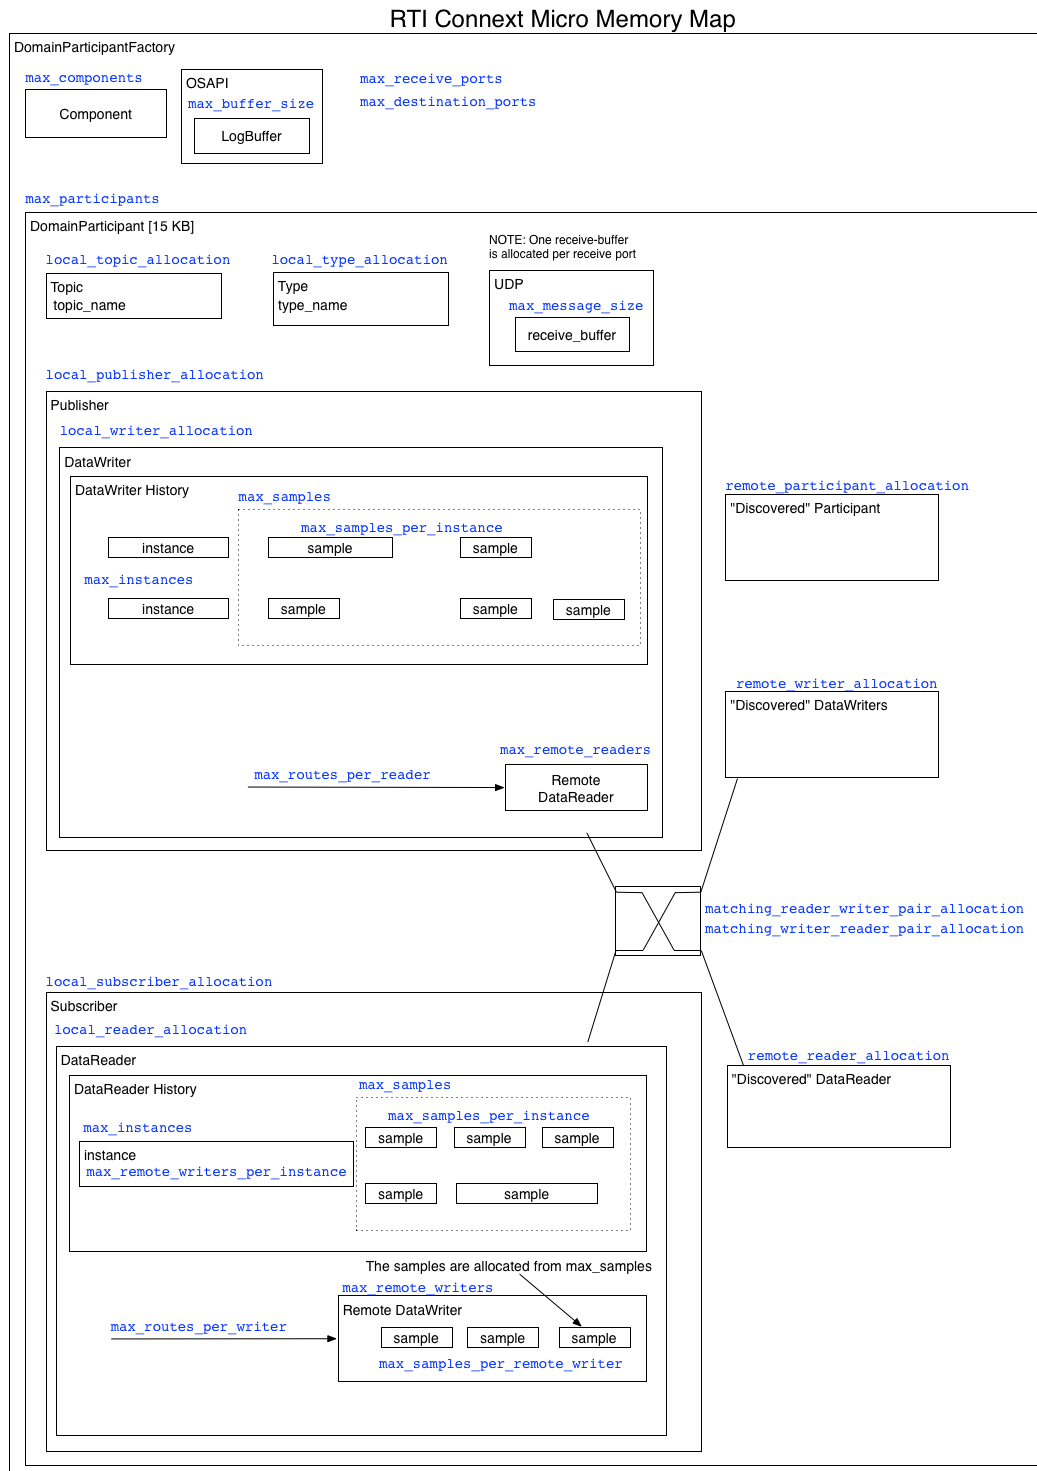 RTI Connext Micro Memory Map
DomainParticipantFactory
max_components
Component
OSAPI
max_buffer_size
LogBuffer
max_receive_ports
max_destination_ports
max_participants
DomainParticipant [15 KB]
local_topic_allocation
Topic
topic_name
local_type_allocation
Type
type_name
NOTE: One receive-buffer
is allocated per receive port
UDP
max_message_size
receive_buffer
local_publisher_allocation
Publisher
local_writer_allocation
DataWriter
DataWriter History
max_samples
max_samples_per_instance
instance
sample
sample
max_instances
instance
sample
sample
sample
remote_participant_allocation
"Discovered" Participant
remote_writer_allocation
"Discovered" DataWriters
max_remote_readers
max_routes_per_reader
Remote
DataReader
matching_reader_writer_pair_allocation
matching_writer_reader_pair_allocation
local_subscriber_allocation
Subscriber
local_reader_allocation
DataReader
DataReader History
max_samples
max_samples_per_instance
max_instances
instance
max_remote_writers_per_instance
sample
sample
sample
sample
sample
remote_reader_allocation
"Discovered" DataReader
The samples are allocated from max_samples
max_remote_writers
Remote DataWriter
max_routes_per_writer
sample
sample
sample
max_samples_per_remote_writer